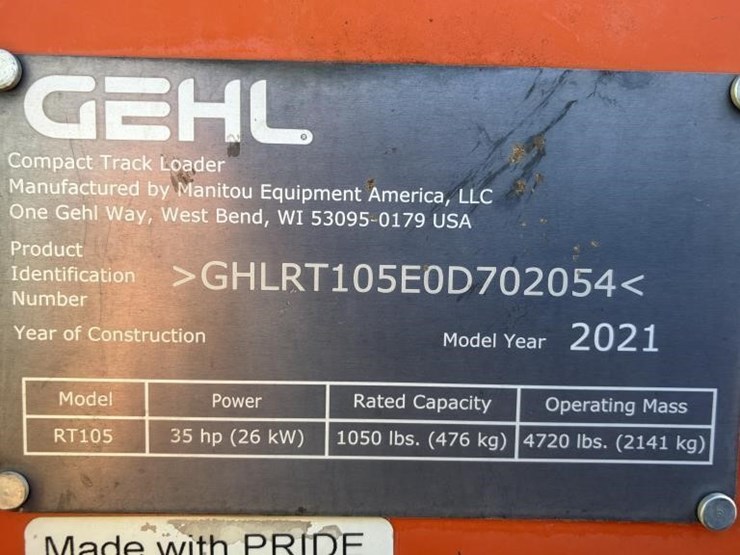 GEHL
Compact Track Loader
Manufactured by Manitou Equipment America, LLC
One Gehl Way, West Bend, WI 53095-0179 USA
Product
Identification
Number
>GHLRT105E0D702054<
Year of Construction
Model Year 2021
Model Power Rated Capacity Operating Mass
RT105 35 hp (26 kW) 1050 lbs. (476 kg) 4720 lbs. (2141 kg)
Made with PRIDE